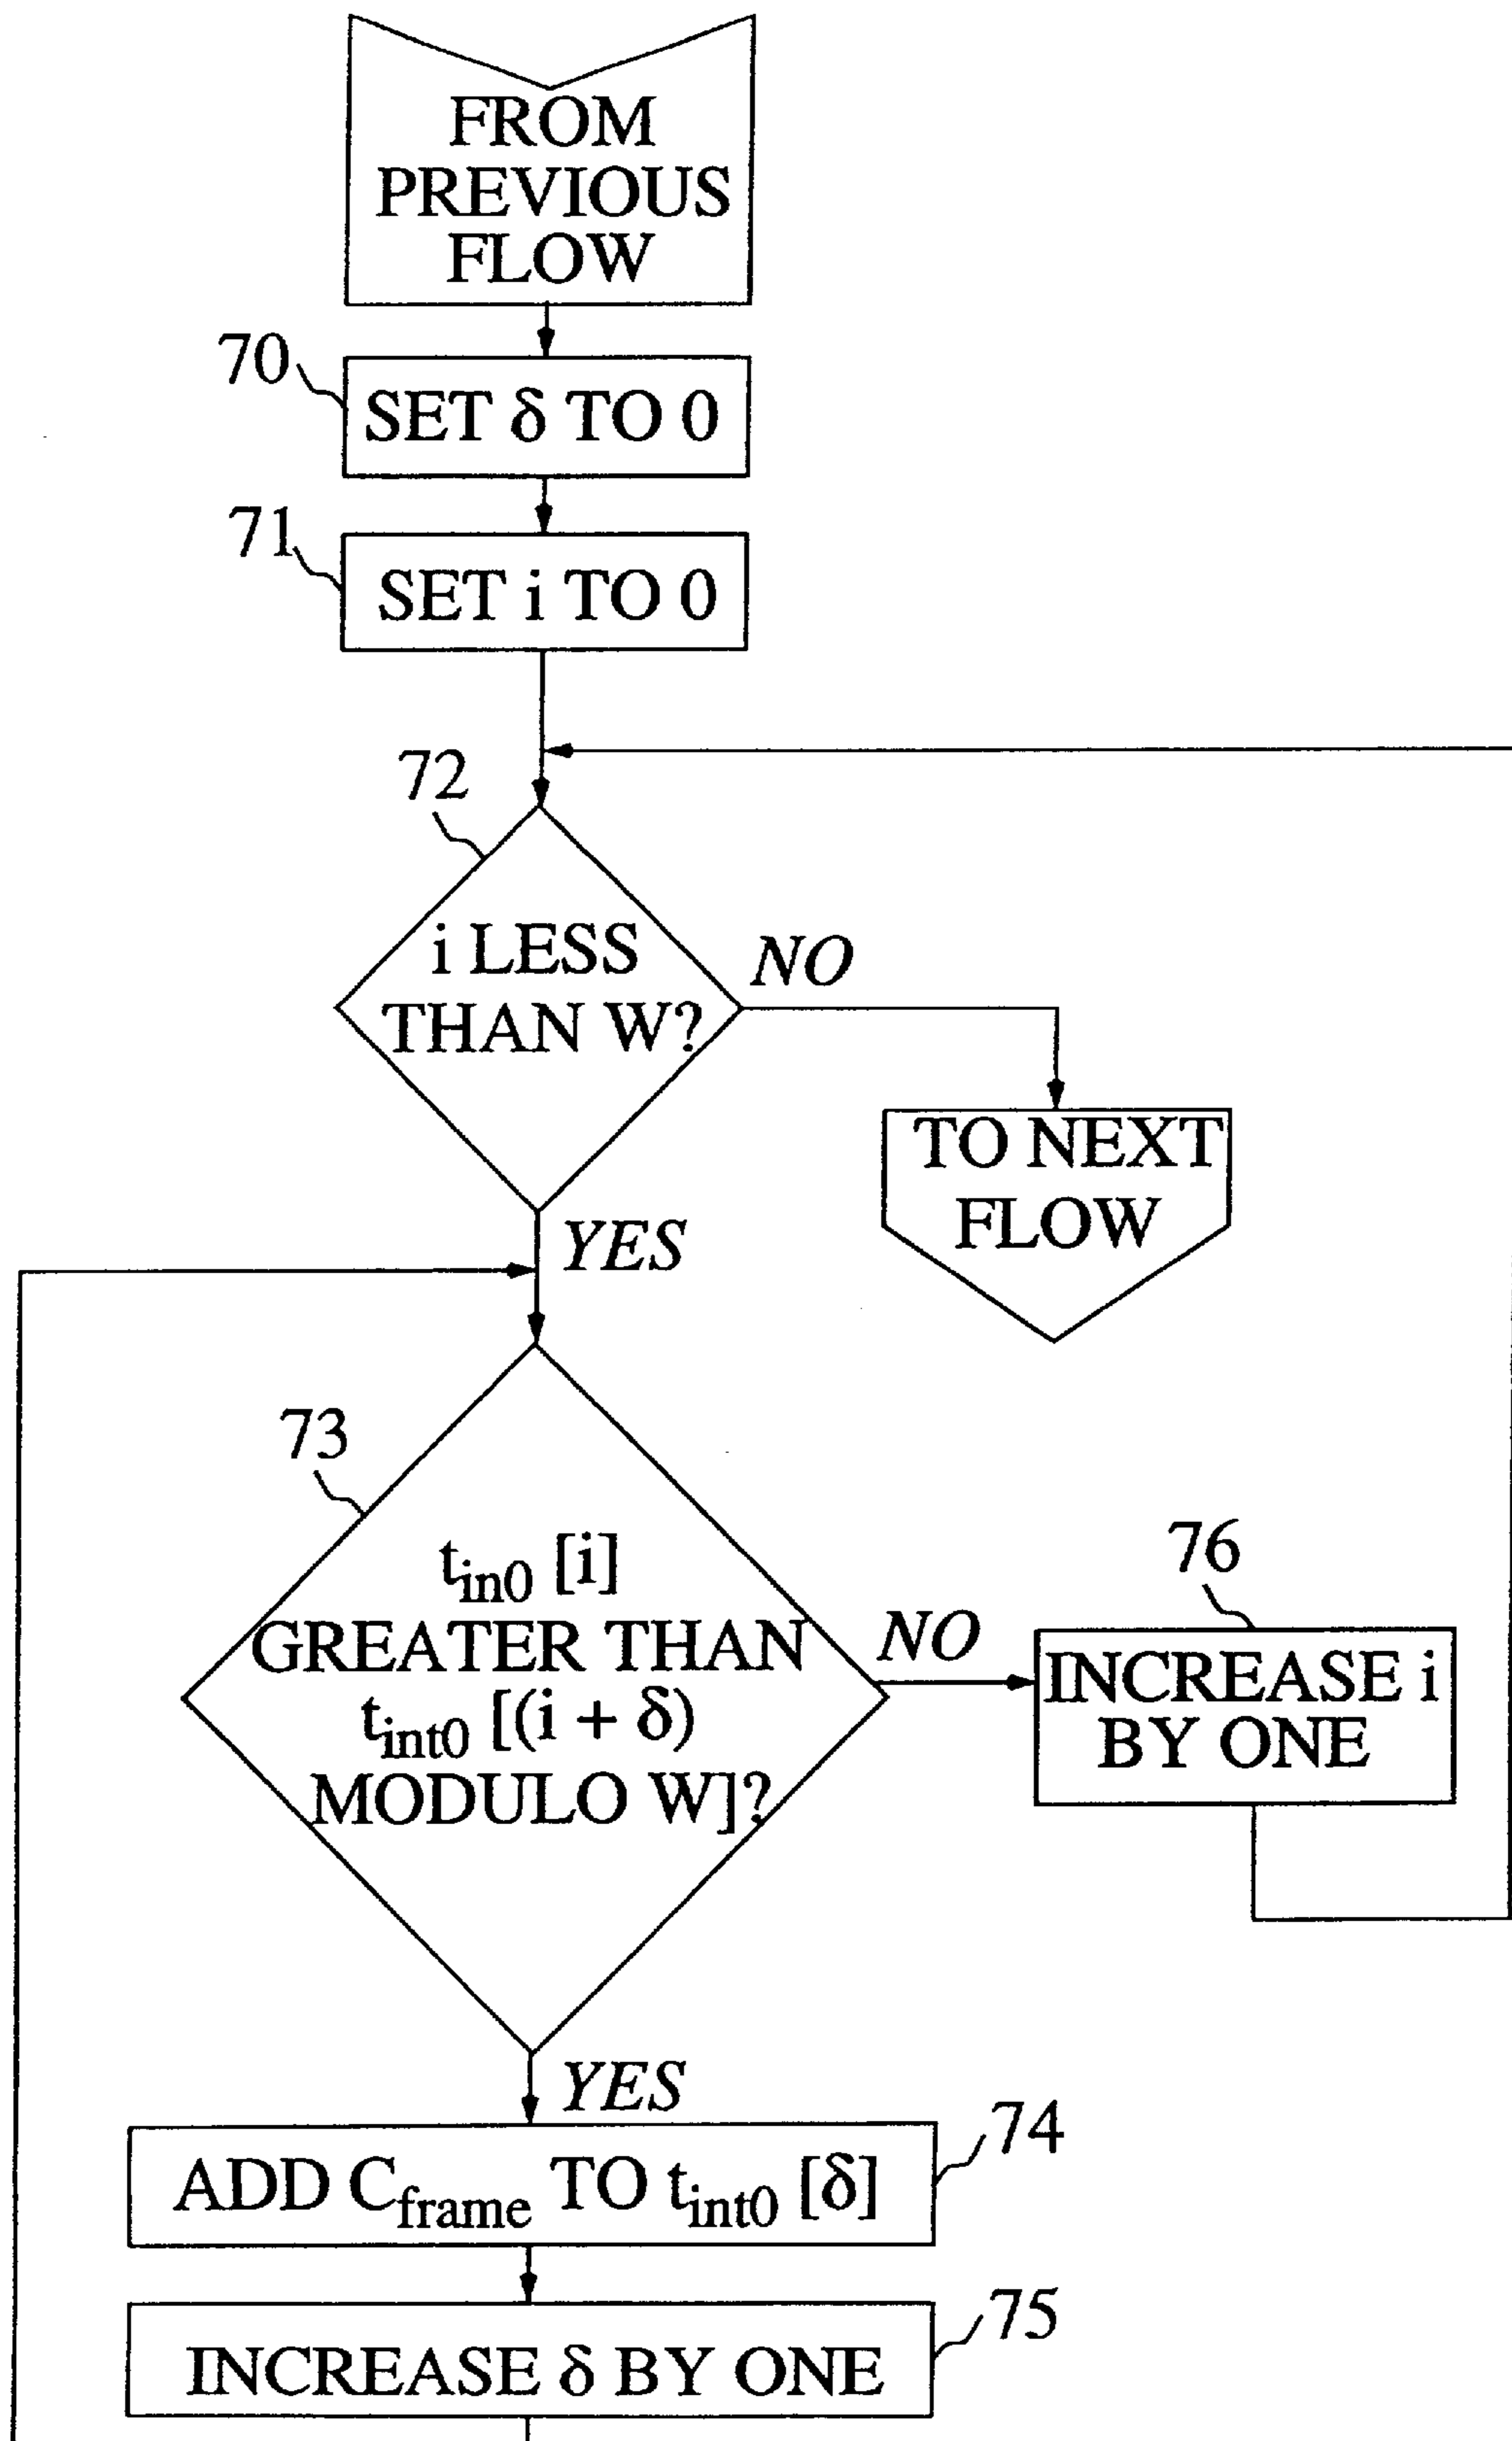 FROM
PREVIOUS
FLOW
70
SET δ TO 0
71
SET i TO 0
72
i LESS
THAN W?
NO
TO NEXT
FLOW
YES
73
t_in0 [i]
GREATER THAN
t_int0 [(i + δ)
MODULO W]?
NO
76
INCREASE i
BY ONE
YES
74
ADD C_frame TO t_int0 [δ]
75
INCREASE δ BY ONE